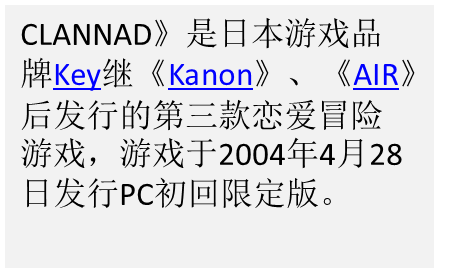 CLANNAD》是日本游戏品
牌Key继《Kanon》、《AIR》
后发行的第三款恋爱冒险
游戏，游戏于2004年4月28
日发行PC初回限定版。